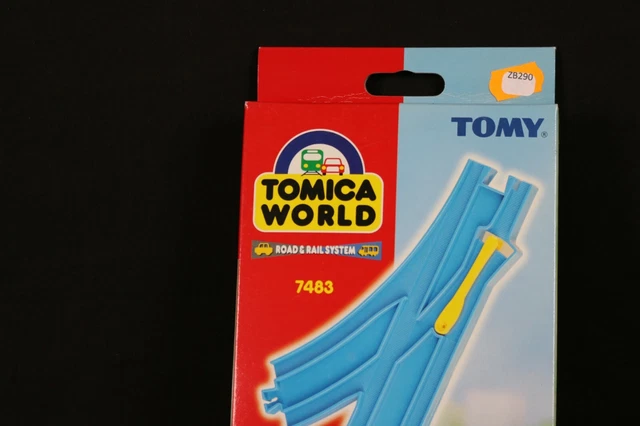 ZB290
TOMY®
TOMICA
WORLD
ROAD & RAIL SYSTEM
7483